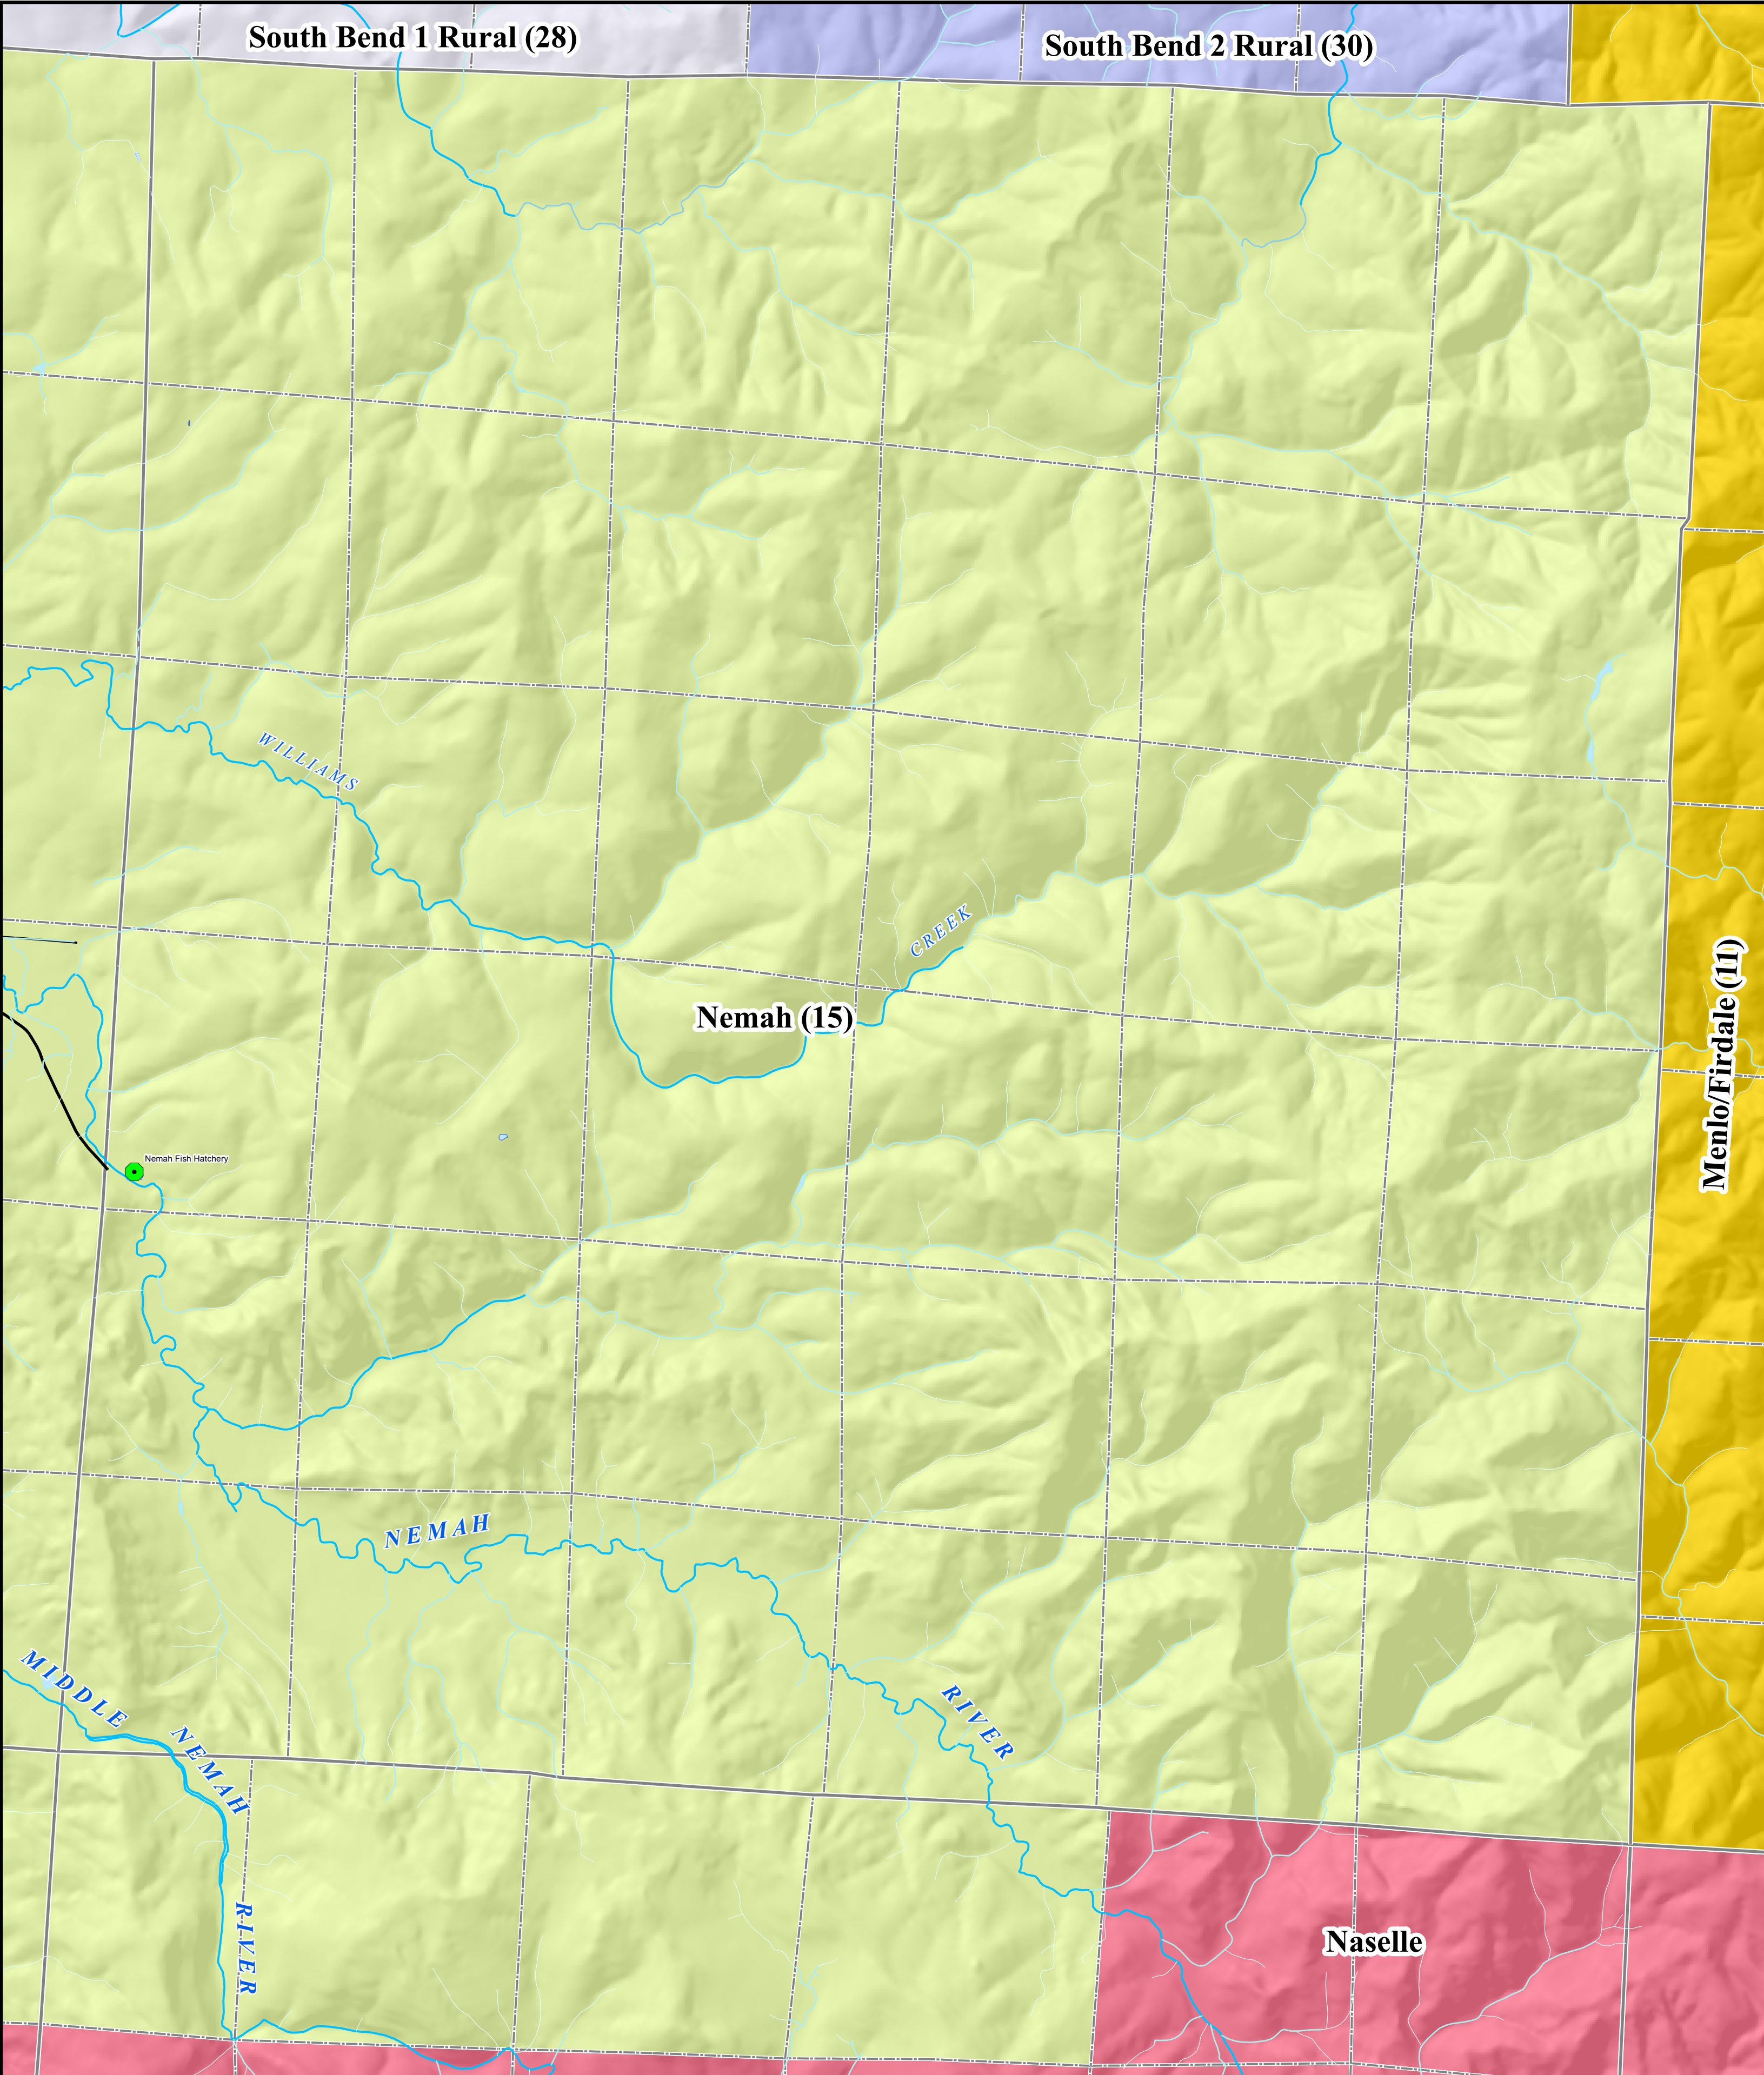 South Bend 1 Rural (28)
South Bend 2 Rural (30)
WILLIAMS
CREEK
Nemah (15)
Menlo/Firdale (11)
Nemah Fish Hatchery
NEMAH
RIVER
MIDDLE
NEMAH
RIVER
Naselle